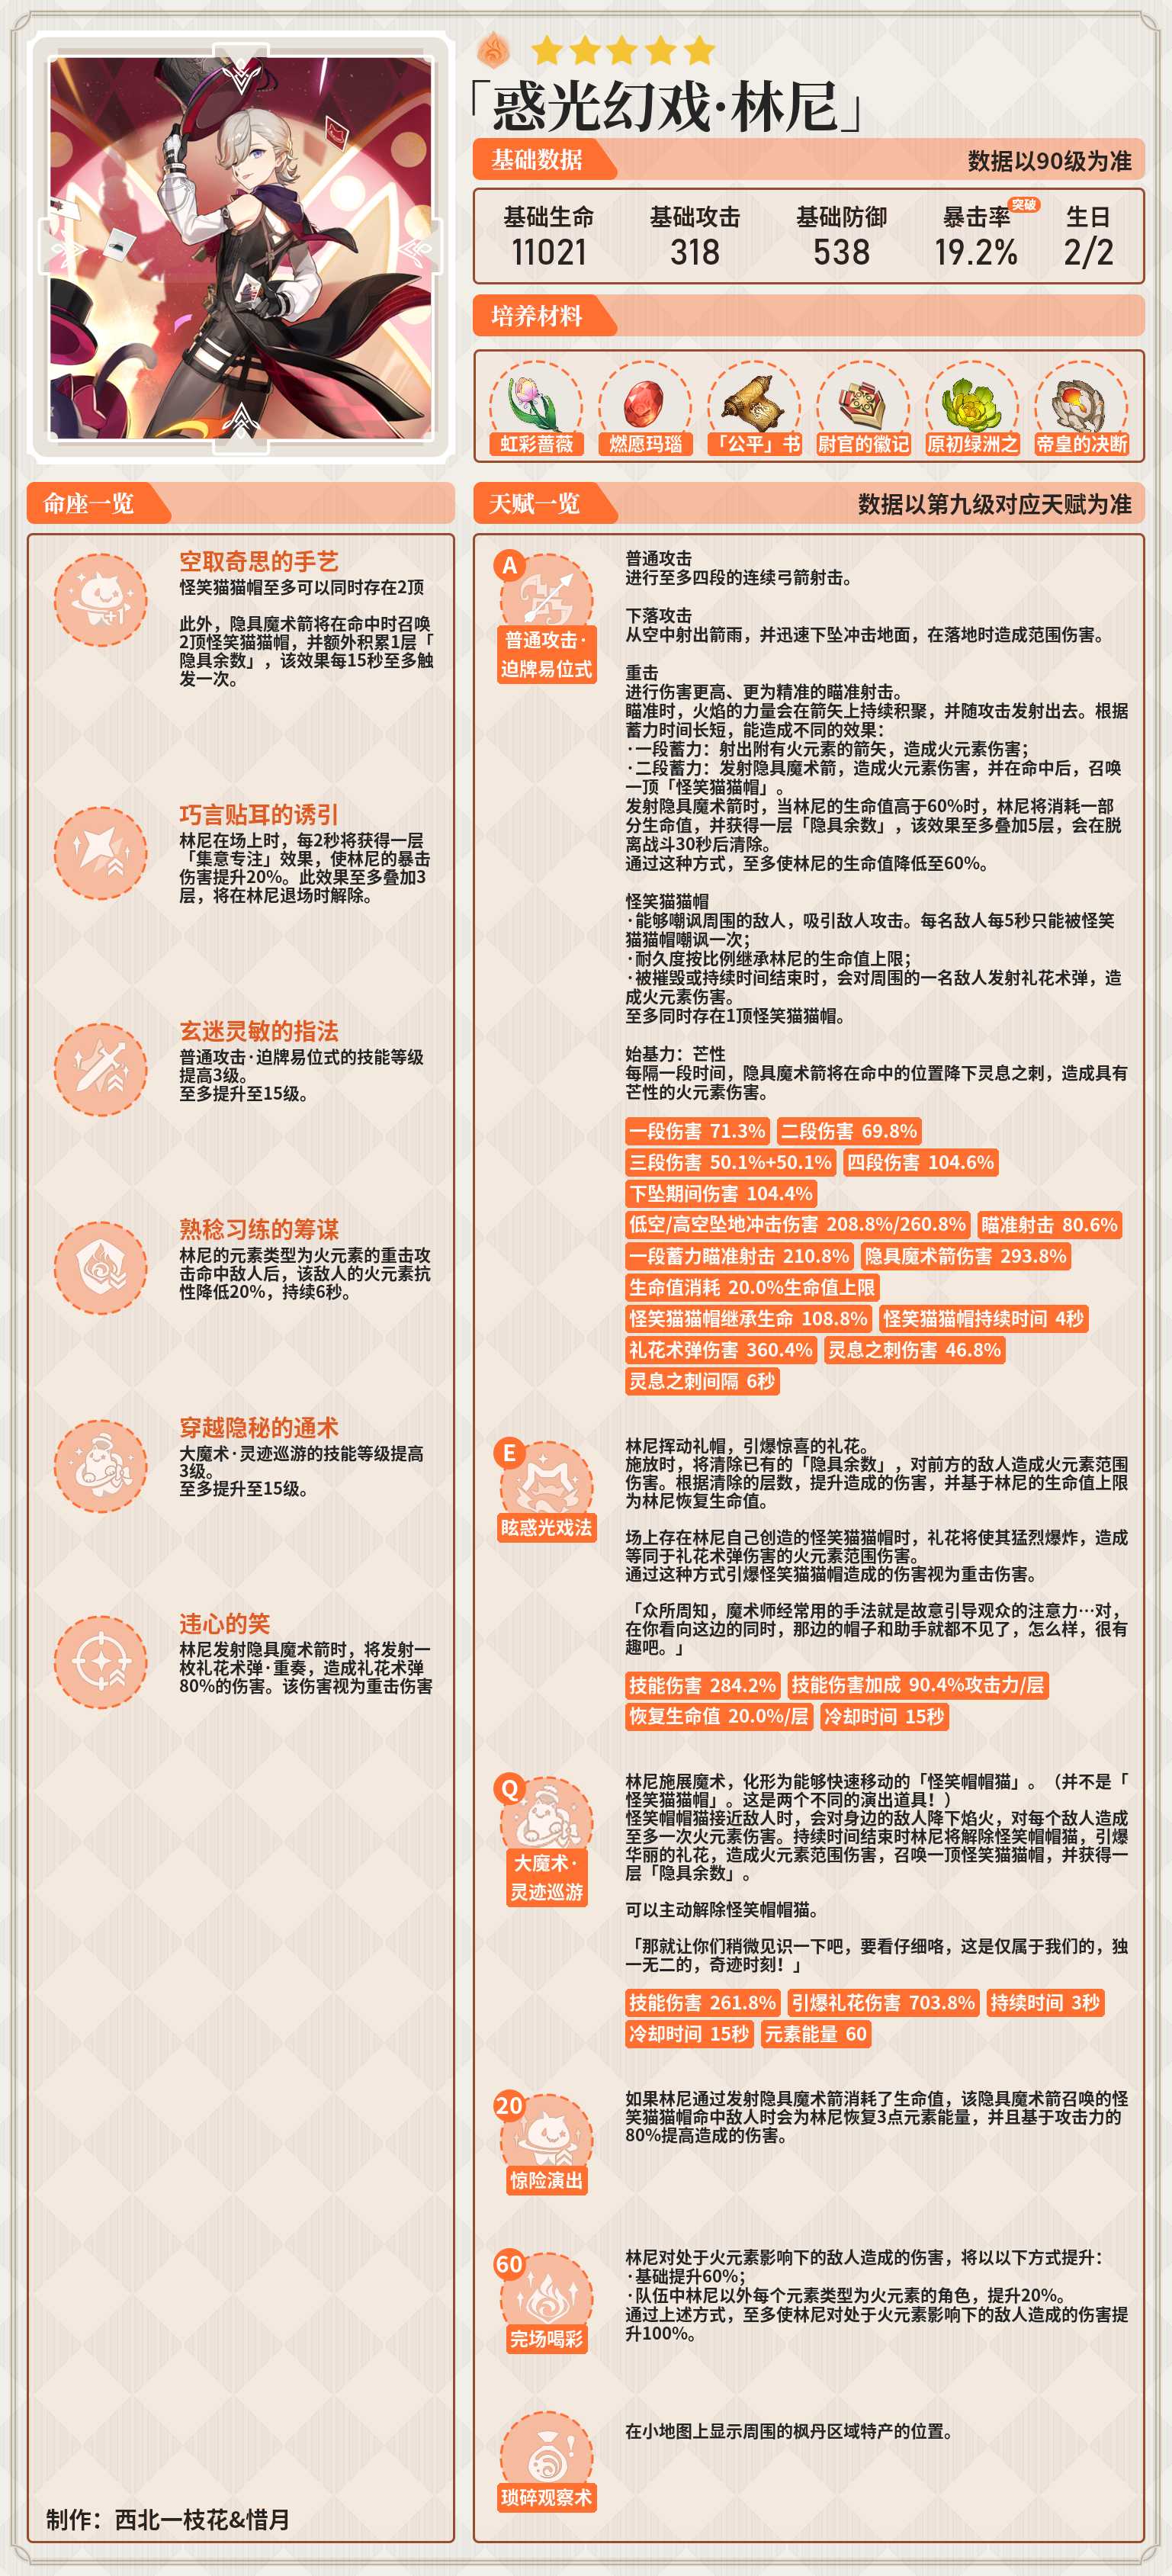 「惑光幻戏·林尼」
基础数据
数据以90级为准
基础生命
基础攻击
基础防御
暴击率
突破
生日
11021
318
538
19.2%
2/2
培养材料
虹彩蔷薇
燃愿玛瑙
「公平」书
尉官的徽记
原初绿洲之
帝皇的决断
命座一览
空取奇思的手艺
怪笑猫猫帽至多可以同时存在2顶
此外，隐具魔术箭将在命中时召唤
2顶怪笑猫猫帽，并额外积累1层「
隐具余数」，该效果每15秒至多触
发一次。
巧言贴耳的诱引
林尼在场上时，每2秒将获得一层
「集意专注」效果，使林尼的暴击
伤害提升20%。此效果至多叠加3
层，将在林尼退场时解除。
玄迷灵敏的指法
普通攻击·迫牌易位式的技能等级
提高3级。
至多提升至15级。
熟稔习练的筹谋
林尼的元素类型为火元素的重击攻
击命中敌人后，该敌人的火元素抗
性降低20%，持续6秒。
穿越隐秘的通术
大魔术·灵迹巡游的技能等级提高
3级。
至多提升至15级。
违心的笑
林尼发射隐具魔术箭时，将发射一
枚礼花术弹·重奏，造成礼花术弹
80%的伤害。该伤害视为重击伤害
制作：西北一枝花&惜月
天赋一览
数据以第九级对应天赋为准
A
普通攻击·
迫牌易位式
普通攻击
进行至多四段的连续弓箭射击。
下落攻击
从空中射出箭雨，并迅速下坠冲击地面，在落地时造成范围伤害。
重击
进行伤害更高、更为精准的瞄准射击。
瞄准时，火焰的力量会在箭矢上持续积聚，并随攻击发射出去。根据
蓄力时间长短，能造成不同的效果：
·一段蓄力：射出附有火元素的箭矢，造成火元素伤害；
·二段蓄力：发射隐具魔术箭，造成火元素伤害，并在命中后，召唤
一顶「怪笑猫猫帽」。
发射隐具魔术箭时，当林尼的生命值高于60%时，林尼将消耗一部
分生命值，并获得一层「隐具余数」，该效果至多叠加5层，会在脱
离战斗30秒后清除。
通过这种方式，至多使林尼的生命值降低至60%。
怪笑猫猫帽
·能够嘲讽周围的敌人，吸引敌人攻击。每名敌人每5秒只能被怪笑
猫猫帽嘲讽一次；
·耐久度按比例继承林尼的生命值上限；
·被摧毁或持续时间结束时，会对周围的一名敌人发射礼花术弹，造
成火元素伤害。
至多同时存在1顶怪笑猫猫帽。
始基力：芒性
每隔一段时间，隐具魔术箭将在命中的位置降下灵息之刺，造成具有
芒性的火元素伤害。
一段伤害 71.3% 二段伤害 69.8%
三段伤害 50.1%+50.1% 四段伤害 104.6%
下坠期间伤害 104.4%
低空/高空坠地冲击伤害 208.8%/260.8% 瞄准射击 80.6%
一段蓄力瞄准射击 210.8% 隐具魔术箭伤害 293.8%
生命值消耗 20.0%生命值上限
怪笑猫猫帽继承生命 108.8% 怪笑猫猫帽持续时间 4秒
礼花术弹伤害 360.4% 灵息之刺伤害 46.8%
灵息之刺间隔 6秒
E
眩惑光戏法
林尼挥动礼帽，引爆惊喜的礼花。
施放时，将清除已有的「隐具余数」，对前方的敌人造成火元素范围
伤害。根据清除的层数，提升造成的伤害，并基于林尼的生命值上限
为林尼恢复生命值。
场上存在林尼自己创造的怪笑猫猫帽时，礼花将使其猛烈爆炸，造成
等同于礼花术弹伤害的火元素范围伤害。
通过这种方式引爆怪笑猫猫帽造成的伤害视为重击伤害。
「众所周知，魔术师经常用的手法就是故意引导观众的注意力…对，
在你看向这边的同时，那边的帽子和助手就都不见了，怎么样，很有
趣吧。」
技能伤害 284.2% 技能伤害加成 90.4%攻击力/层
恢复生命值 20.0%/层 冷却时间 15秒
Q
大魔术·
灵迹巡游
林尼施展魔术，化形为能够快速移动的「怪笑帽帽猫」。（并不是「
怪笑猫猫帽」。这是两个不同的演出道具！）
怪笑帽帽猫接近敌人时，会对身边的敌人降下焰火，对每个敌人造成
至多一次火元素伤害。持续时间结束时林尼将解除怪笑帽帽猫，引爆
华丽的礼花，造成火元素范围伤害，召唤一顶怪笑猫猫帽，并获得一
层「隐具余数」。
可以主动解除怪笑帽帽猫。
「那就让你们稍微见识一下吧，要看仔细咯，这是仅属于我们的，独
一无二的，奇迹时刻！」
技能伤害 261.8% 引爆礼花伤害 703.8% 持续时间 3秒
冷却时间 15秒 元素能量 60
20
惊险演出
如果林尼通过发射隐具魔术箭消耗了生命值，该隐具魔术箭召唤的怪
笑猫猫帽命中敌人时会为林尼恢复3点元素能量，并且基于攻击力的
80%提高造成的伤害。
60
完场喝彩
林尼对处于火元素影响下的敌人造成的伤害，将以以下方式提升：
·基础提升60%；
·队伍中林尼以外每个元素类型为火元素的角色，提升20%。
通过上述方式，至多使林尼对处于火元素影响下的敌人造成的伤害提
升100%。
琐碎观察术
在小地图上显示周围的枫丹区域特产的位置。